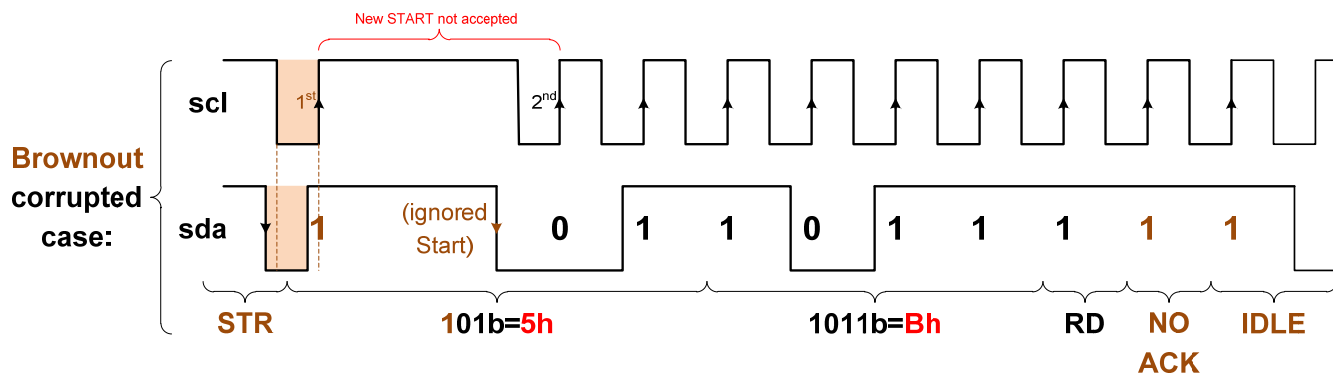 New START not accepted
scl
1st
2nd
Brownout
corrupted
case:
sda
1
(ignored
Start)
0 1 1 0 1 1 1 1 1
STR
101b=5h
1011b=Bh
RD
NO
ACK
IDLE